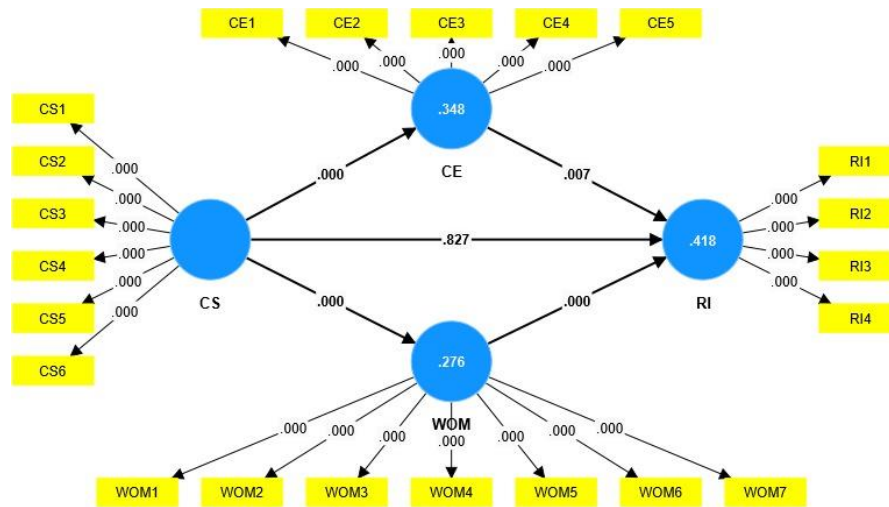 CE1 CE2 CE3 CE4 CE5
.000 .000 .000 .000 .000
.348
CE
CS1
CS2
CS3
CS4
CS5
CS6
.000
.000
.000
.000
.000
.000
CS
.000
.007
.827
.000
.000
RI1
RI2
RI3
RI4
.000
.000
.000
.000
.418
RI
.276
WOM
.000 .000 .000 .000 .000 .000 .000
WOM1 WOM2 WOM3 WOM4 WOM5 WOM6 WOM7